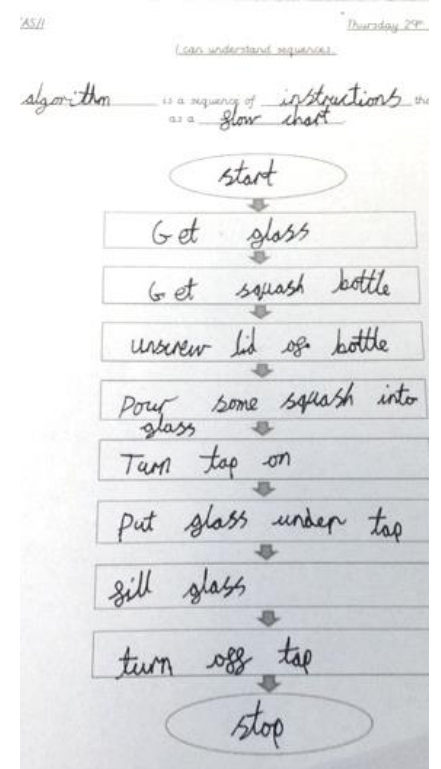 AS/1
Thursday 29th
I can understand sequences.
algorithm is a sequence of instructions
as a flow chart
start
Get glass
Get squash bottle
unscrew lid of bottle
Pour some squash into
glass
Turn tap on
Put glass under tap
fill glass
turn off tap
stop